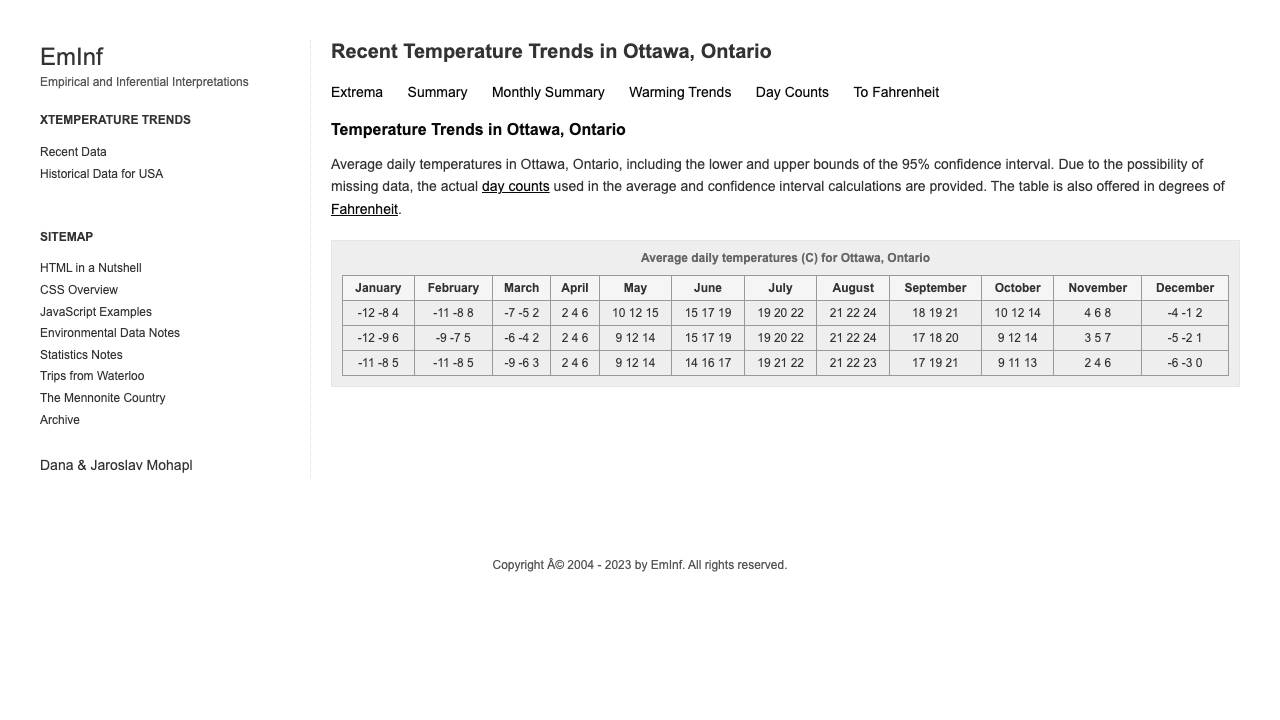 EmInf
Empirical and Inferential Interpretations
XTEMPERATURE TRENDS
Recent Data
Historical Data for USA
SITEMAP
HTML in a Nutshell
CSS Overview
JavaScript Examples
Environmental Data Notes
Statistics Notes
Trips from Waterloo
The Mennonite Country
Archive
Dana & Jaroslav Mohapl
Recent Temperature Trends in Ottawa, Ontario
Extrema Summary Monthly Summary Warming Trends Day Counts To Fahrenheit
Temperature Trends in Ottawa, Ontario
Average daily temperatures in Ottawa, Ontario, including the lower and upper bounds of the 95% confidence interval. Due to the possibility of
missing data, the actual day counts used in the average and confidence interval calculations are provided. The table is also offered in degrees of
Fahrenheit.
Average daily temperatures (C) for Ottawa, Ontario
January February March April May June July August September October November December
-12 -8 4 -11 -8 8 -7 -5 2 2 4 6 10 12 15 15 17 19 19 20 22 21 22 24 18 19 21 10 12 14 4 6 8 -4 -1 2
-12 -9 6 -9 -7 5 -6 -4 2 2 4 6 9 12 14 15 17 19 19 20 22 21 22 24 17 18 20 9 12 14 3 5 7 -5 -2 1
-11 -8 5 -11 -8 5 -9 -6 3 2 4 6 9 12 14 14 16 17 19 21 22 21 22 23 17 19 21 9 11 13 2 4 6 -6 -3 0
Copyright Â© 2004 - 2023 by EmInf. All rights reserved.